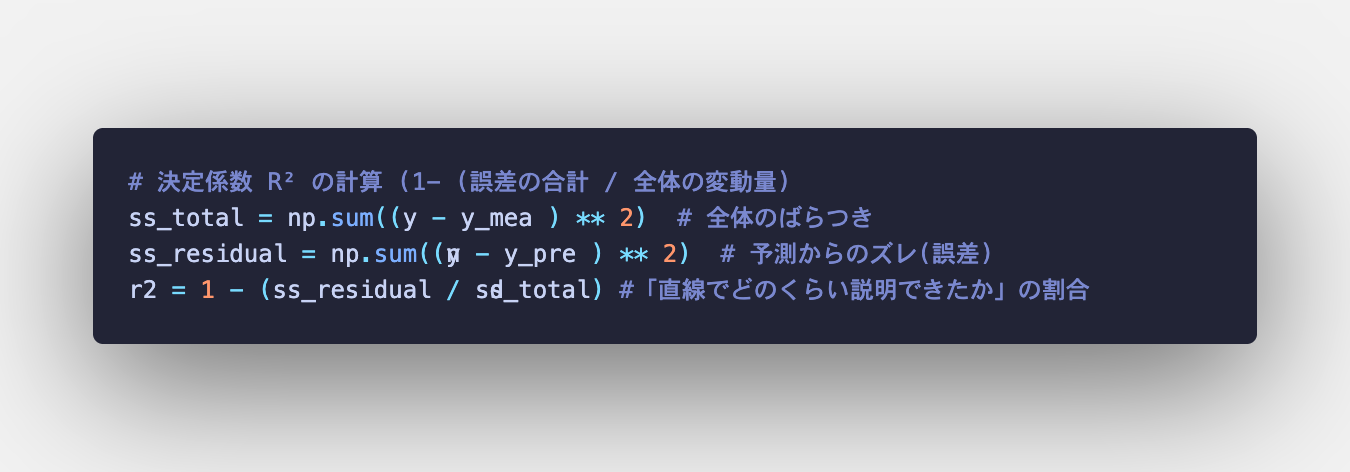 # 決定係数 R² の計算 (1− (誤差の合計 / 全体の変動量)
ss_total = np.sum((y - y_mea ) ** 2)  # 全体のばらつき
ss_residual = np.sum(( - y_pre ) ** 2)  # 予測からのズレ(誤差)
r2 = 1 - (ss_residual / ) #「直線でどのくらい説明できたか」の割合